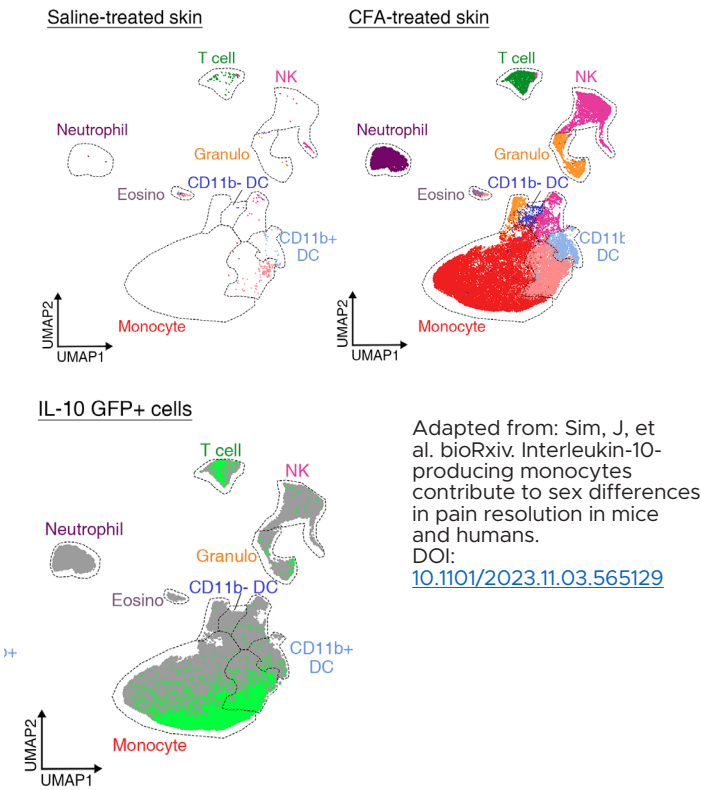 Saline-treated skin
T cell
NK
Neutrophil
Granulo
CD11b- DC
Eosino
CD11b+
DC
Monocyte
UMAP2
UMAP1
CFA-treated skin
T cell
NK
Neutrophil
Granulo
CD11b- DC
Eosino
CD11b
DC
Monocyte
UMAP2
UMAP1
IL-10 GFP+ cells
T cell
NK
Neutrophil
Granulo
CD11b- DC
Eosino
CD11b+
DC
Monocyte
UMAP2
UMAP1
Adapted from: Sim, J, et
al. bioRxiv. Interleukin-10-
producing monocytes
contribute to sex differences
in pain resolution in mice
and humans.
DOI:
10.1101/2023.11.03.565129